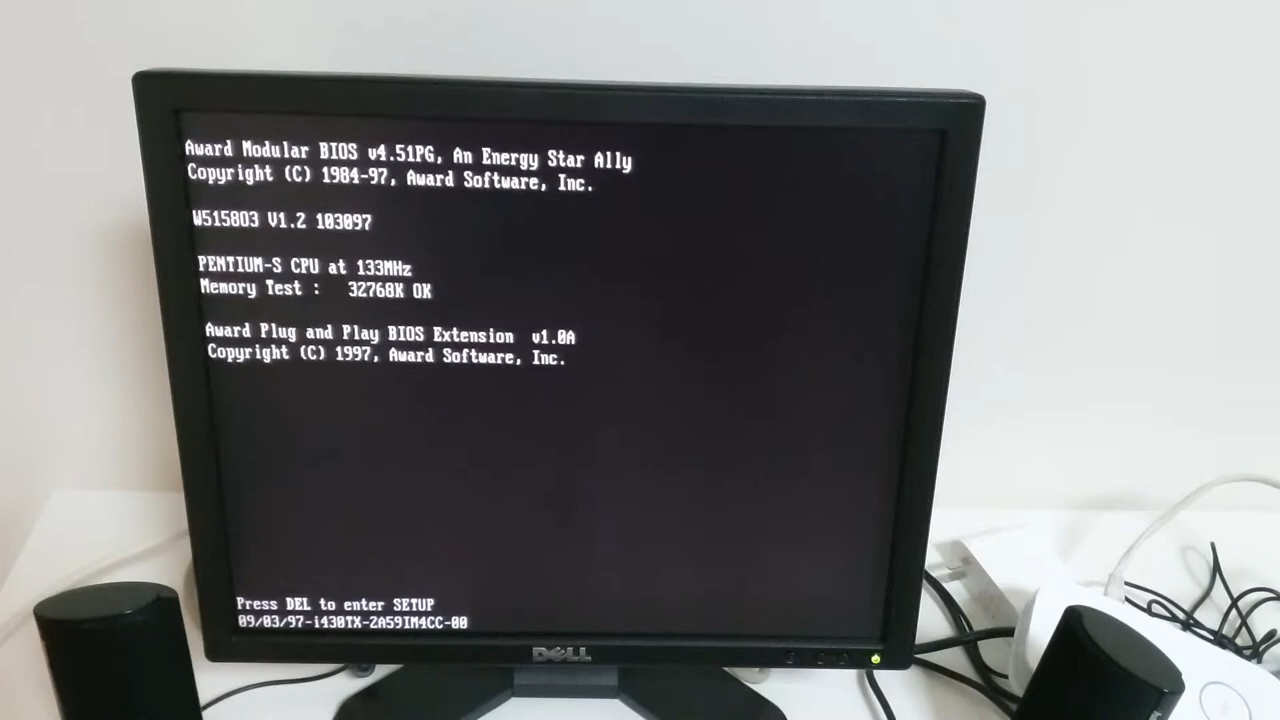 Award Modular BIOS v4.51PG, An Energy Star Ally
Copyright (C) 1984-97, Award Software, Inc.
W515803 V1.2 103097
PENTIUM-S CPU at 133MHz
Memory Test :   32768K OK
Award Plug and Play BIOS Extension  v1.0A
Copyright (C) 1997, Award Software, Inc.
Press DEL to enter SETUP
09/03/97-i430TX-2A59IM4CC-00
DELL